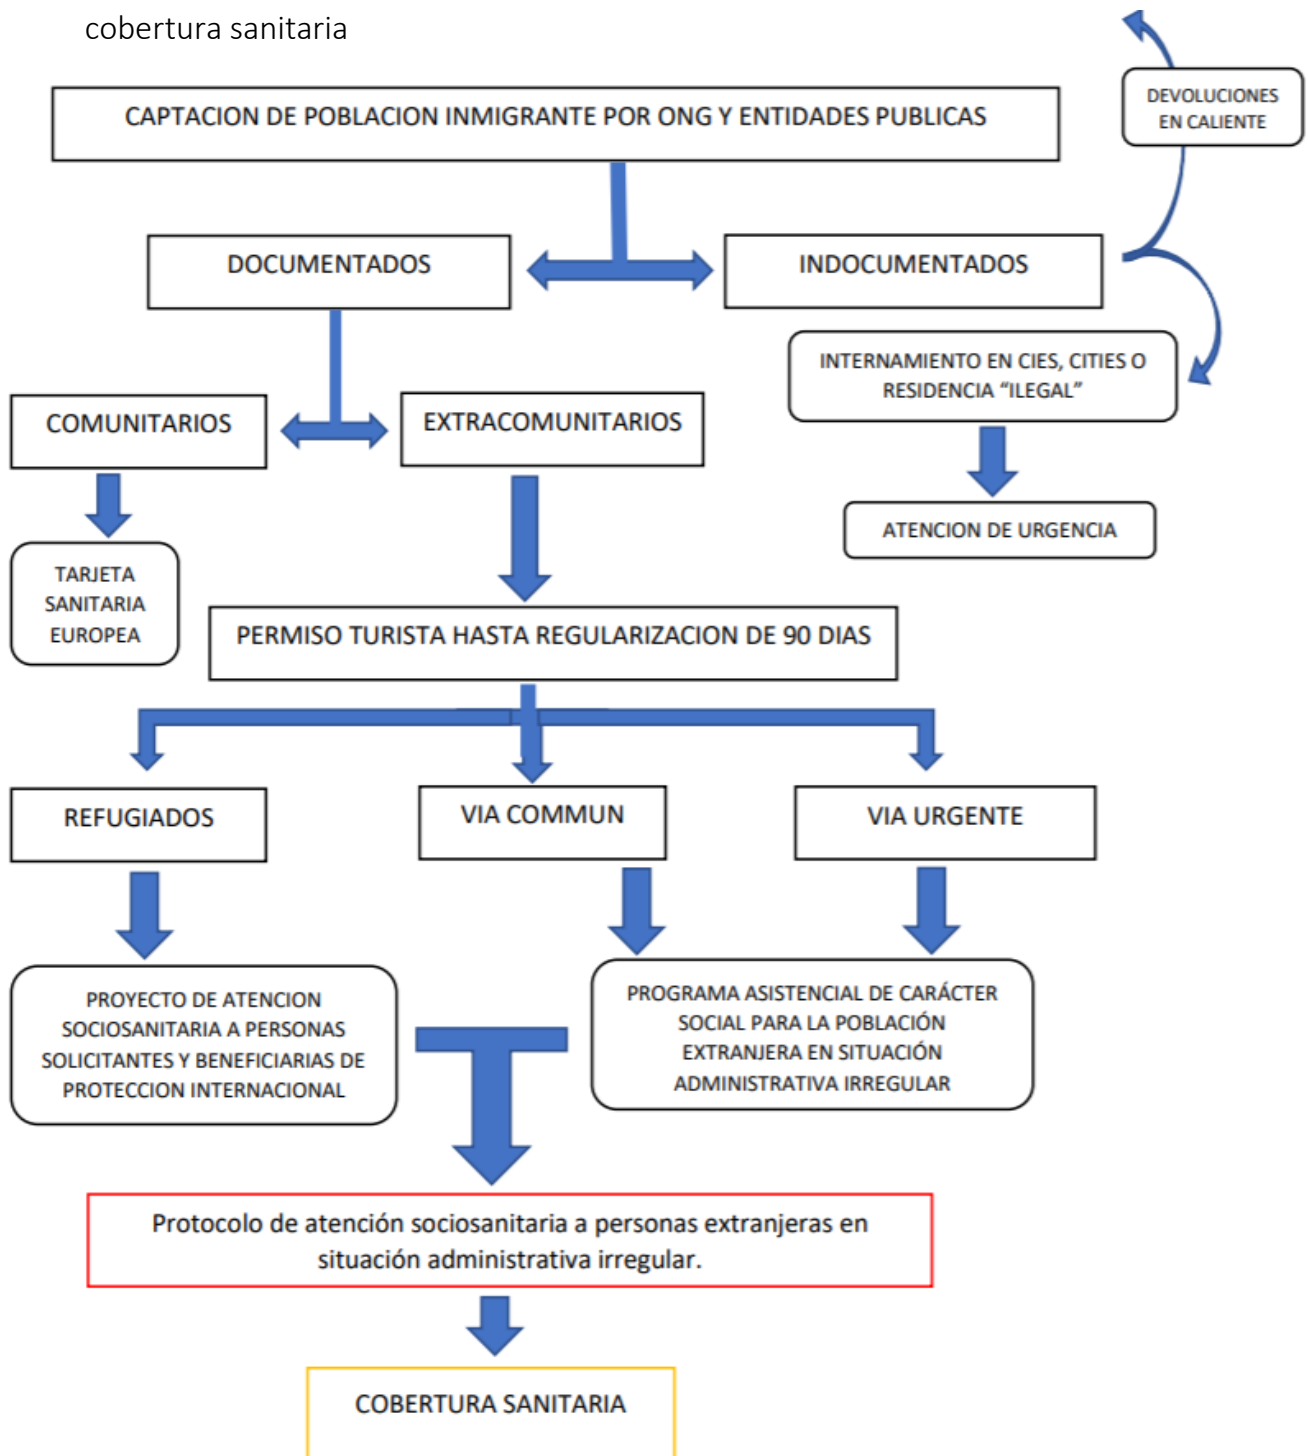 cobertura sanitaria
DEVOLUCIONES
EN CALIENTE
CAPTACION DE POBLACION INMIGRANTE POR ONG Y ENTIDADES PUBLICAS
DOCUMENTADOS
INDOCUMENTADOS
INTERNAMIENTO EN CIES, CITIES O
RESIDENCIA “ILEGAL”
COMUNITARIOS
EXTRACOMUNITARIOS
ATENCION DE URGENCIA
TARJETA
SANITARIA
EUROPEA
PERMISO TURISTA HASTA REGULARIZACION DE 90 DIAS
REFUGIADOS
VIA COMMUN
VIA URGENTE
PROYECTO DE ATENCION
SOCIOSANITARIA A PERSONAS
SOLICITANTES Y BENEFICIARIAS DE
PROTECCION INTERNACIONAL
PROGRAMA ASISTENCIAL DE CARÁCTER
SOCIAL PARA LA POBLACIÓN
EXTRANJERA EN SITUACIÓN
ADMINISTRATIVA IRREGULAR
Protocolo de atención sociosanitaria a personas extranjeras en
situación administrativa irregular.
COBERTURA SANITARIA